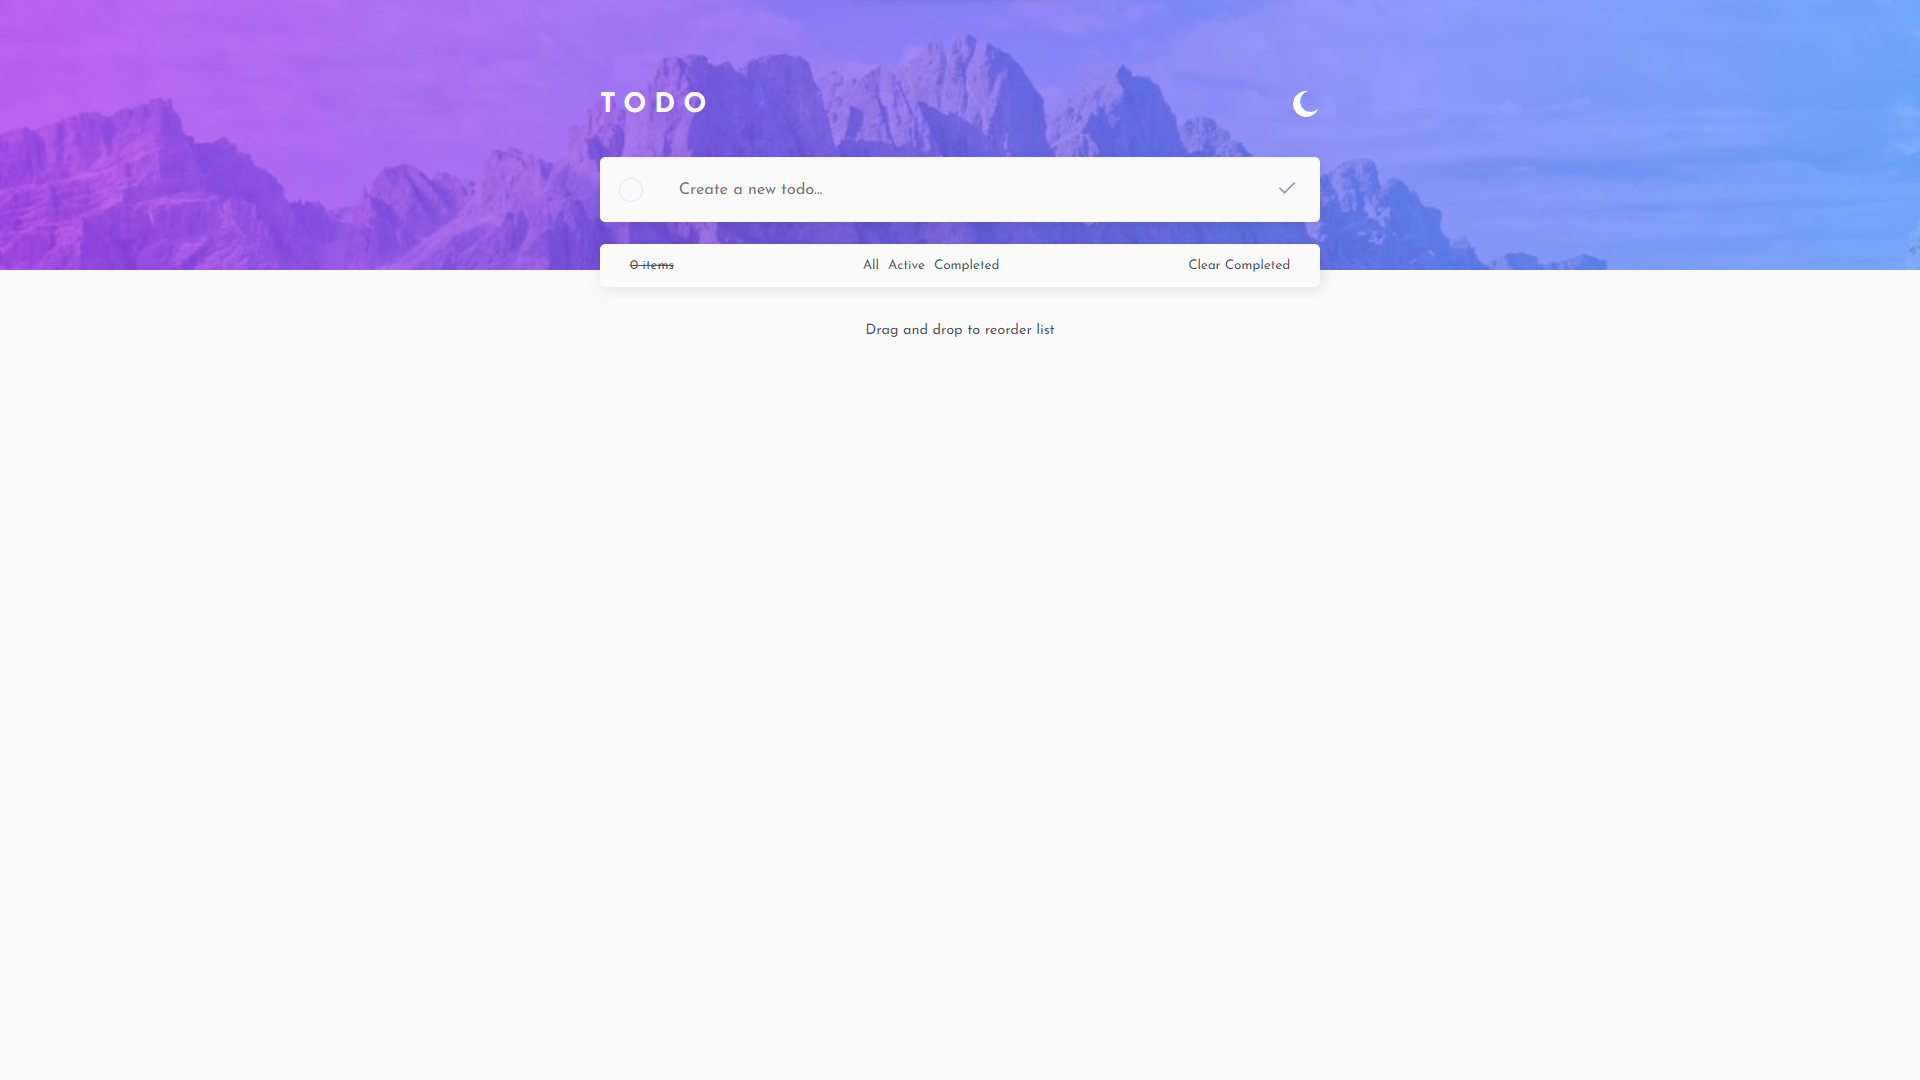 TODO
Create a new todo...
0 items
All Active Completed
Clear Completed
Drag and drop to reorder list